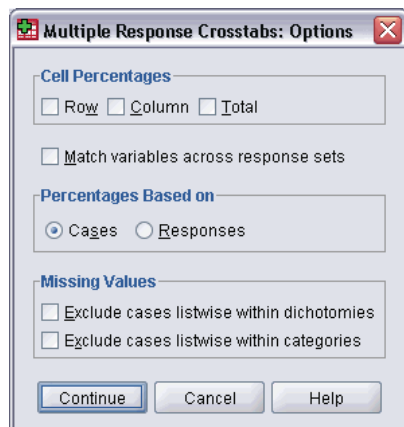 Multiple Response Crosstabs: Options
Cell Percentages
Row Column Total
Match variables across response sets
Percentages Based on
Cases Responses
Missing Values
Exclude cases listwise within dichotomies
Exclude cases listwise within categories
Continue Cancel Help